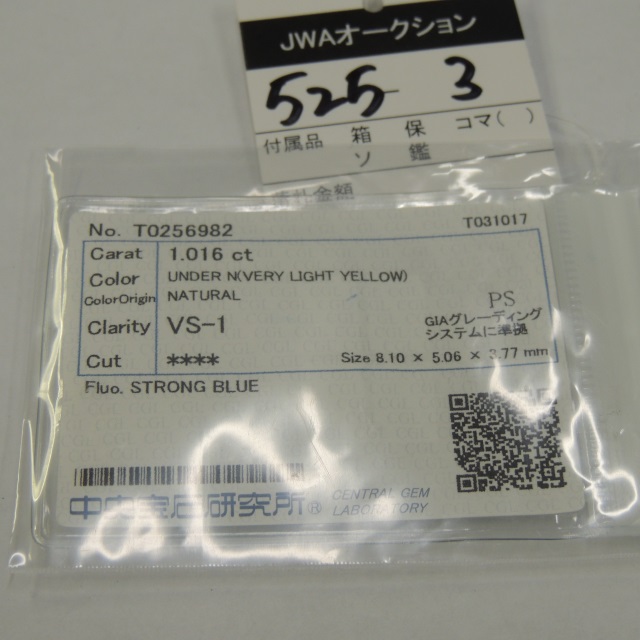 JWAオークション
525 3
付属品 箱 保 コマ( )
ソ 鑑
No. T0256982 T031017
Carat 1.016 ct
Color UNDER N(VERY LIGHT YELLOW)
ColorOrigin NATURAL PS
Clarity VS-1 GIAグレーディング
システムに準拠
Cut **** Size 8.10 × 5.06 × 3.77 mm
Fluo. STRONG BLUE
中央宝石研究所® CENTRAL GEM
LABORATORY